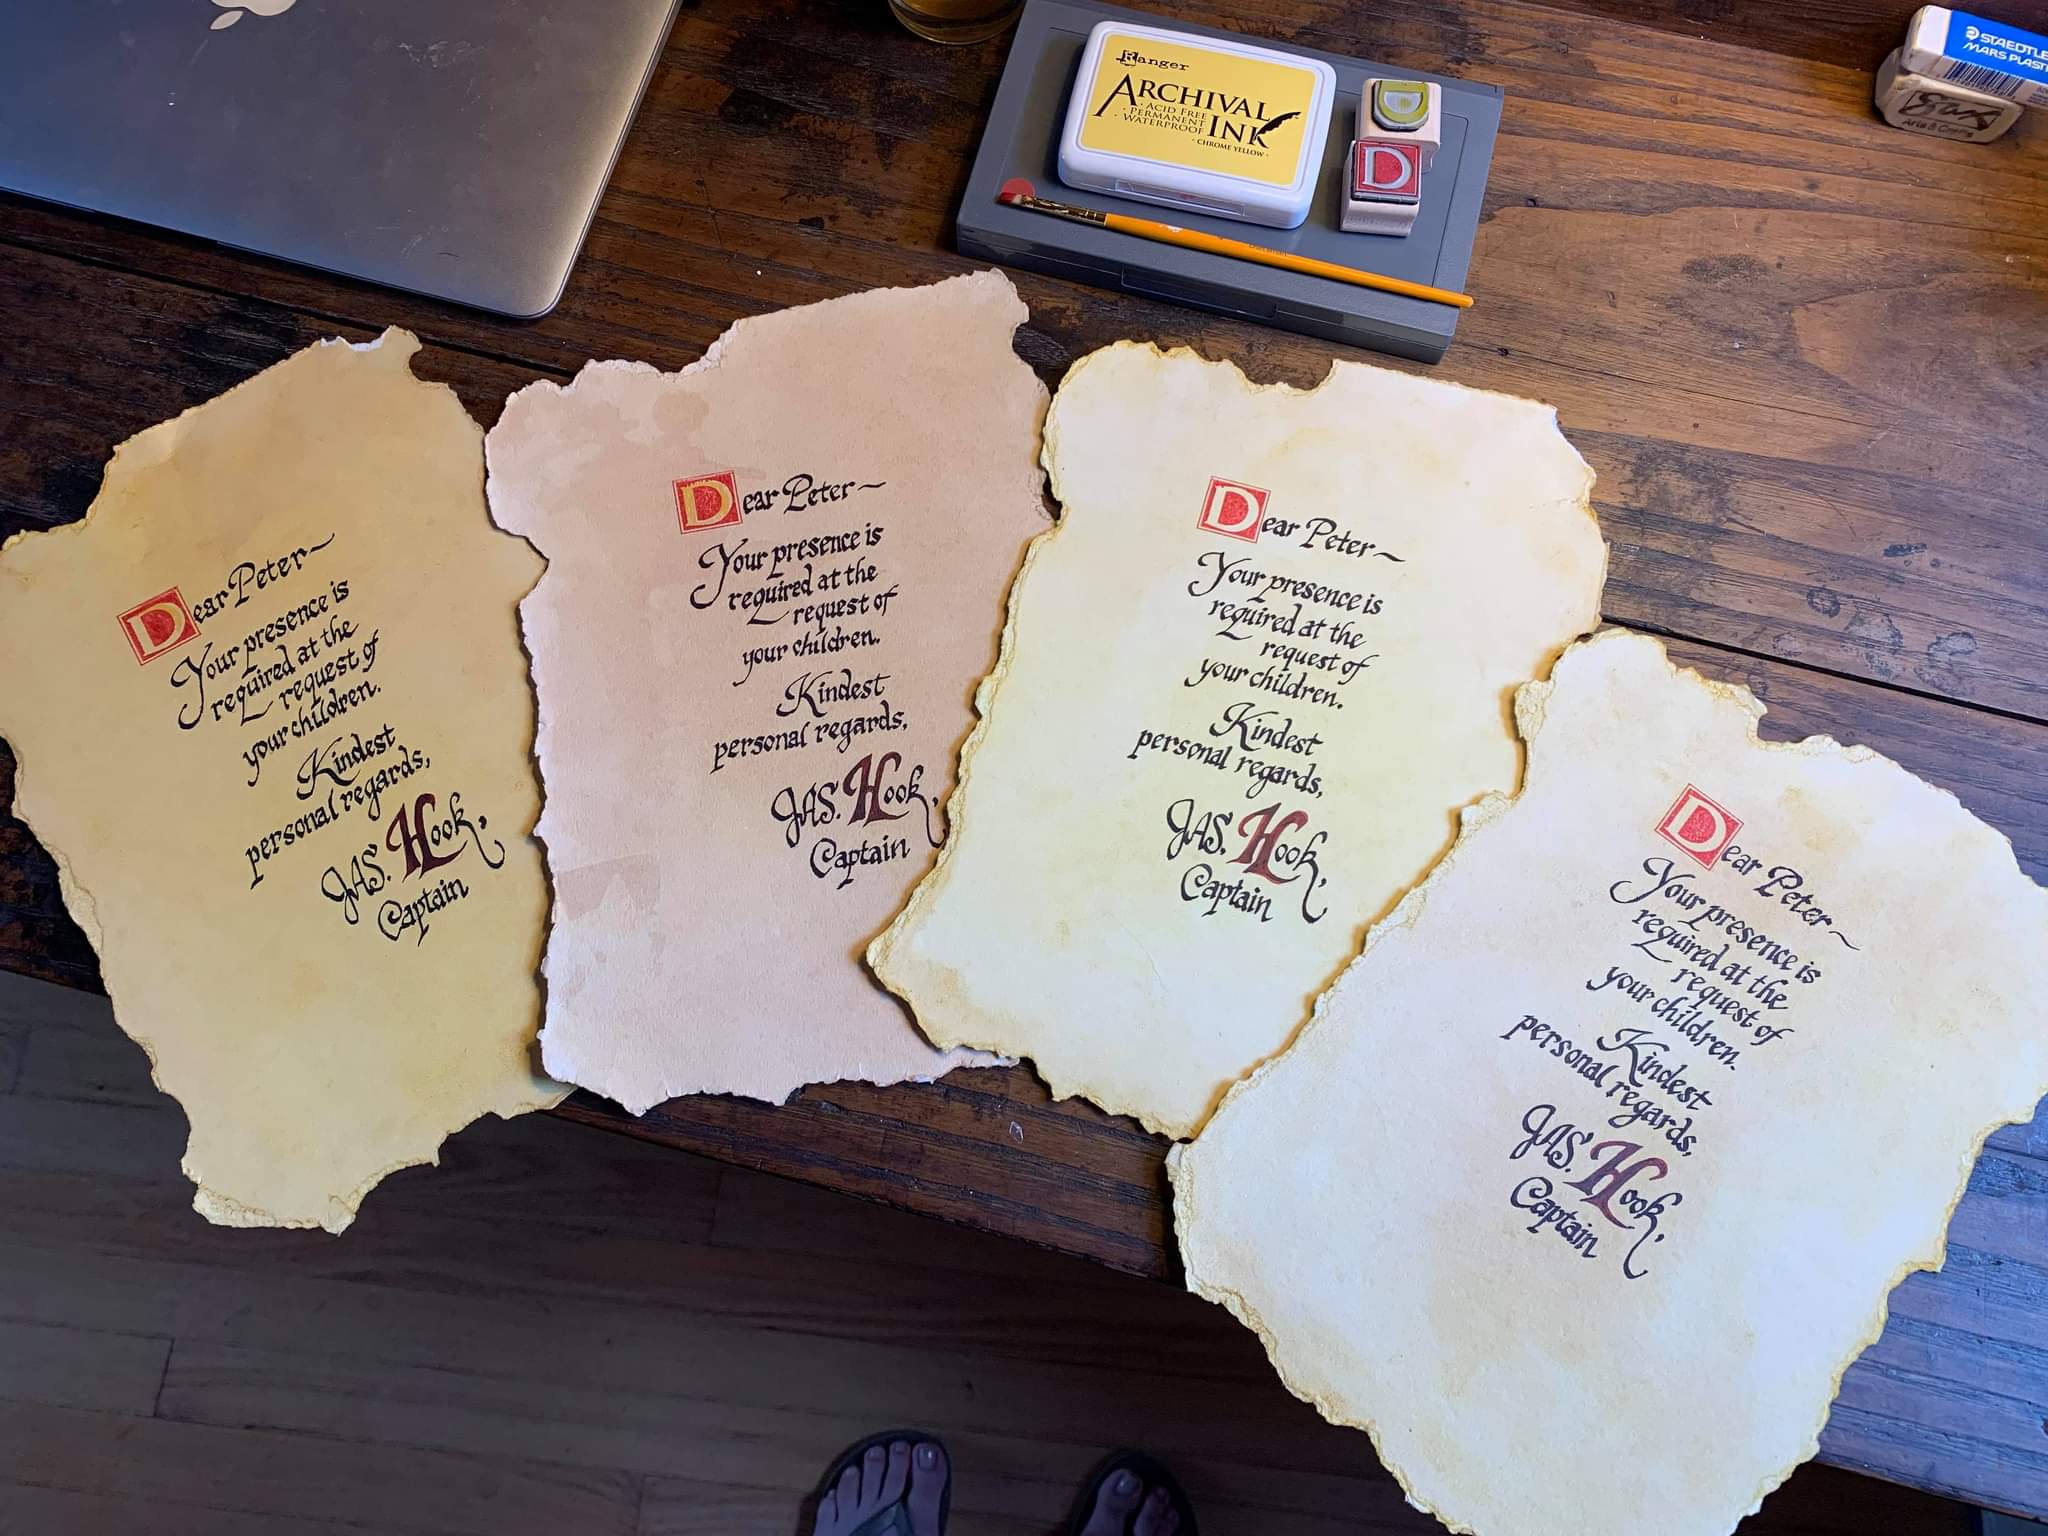 Ranger
ARCHIVAL
INK
· ACID FREE
· PERMANENT
· WATERPROOF
- CHROME YELLOW -
D
D
STAEDTLER
MARS PLAST
Arts & Crafts
Dear Peter ~
Your presence is
required at the
request of
your children.
Kindest
personal regards,
JAS. Hook,
Captain
Dear Peter ~
Your presence is
required at the
request of
your children.
Kindest
personal regards,
JAS. Hook,
Captain
Dear Peter ~
Your presence is
required at the
request of
your children.
Kindest
personal regards,
JAS. Hook,
Captain
Dear Peter ~
Your presence is
required at the
request of
your children.
Kindest
personal regards,
JAS. Hook,
Captain